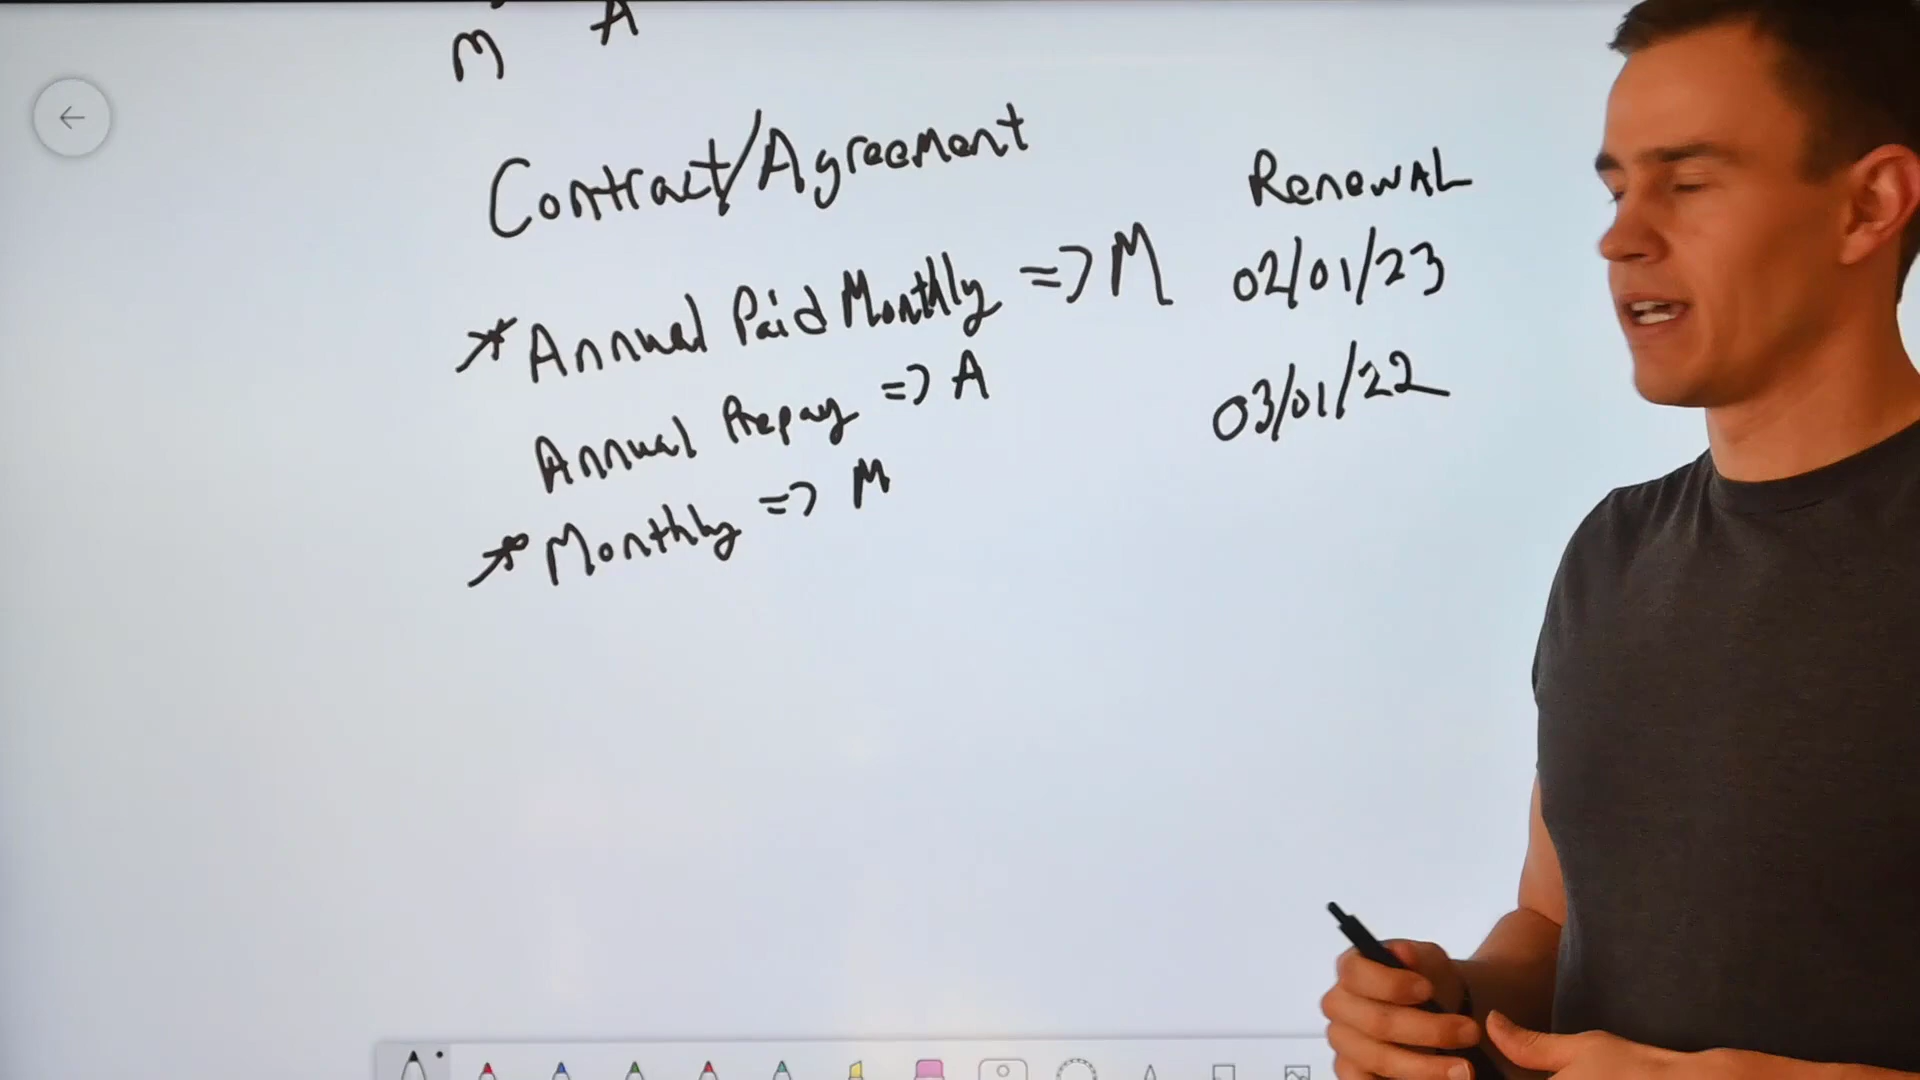 M A
Contract/Agreement
Renewal
* Annual Paid Monthly => M 02/01/23
Annual Prepay => A 03/01/22
* Monthly => M